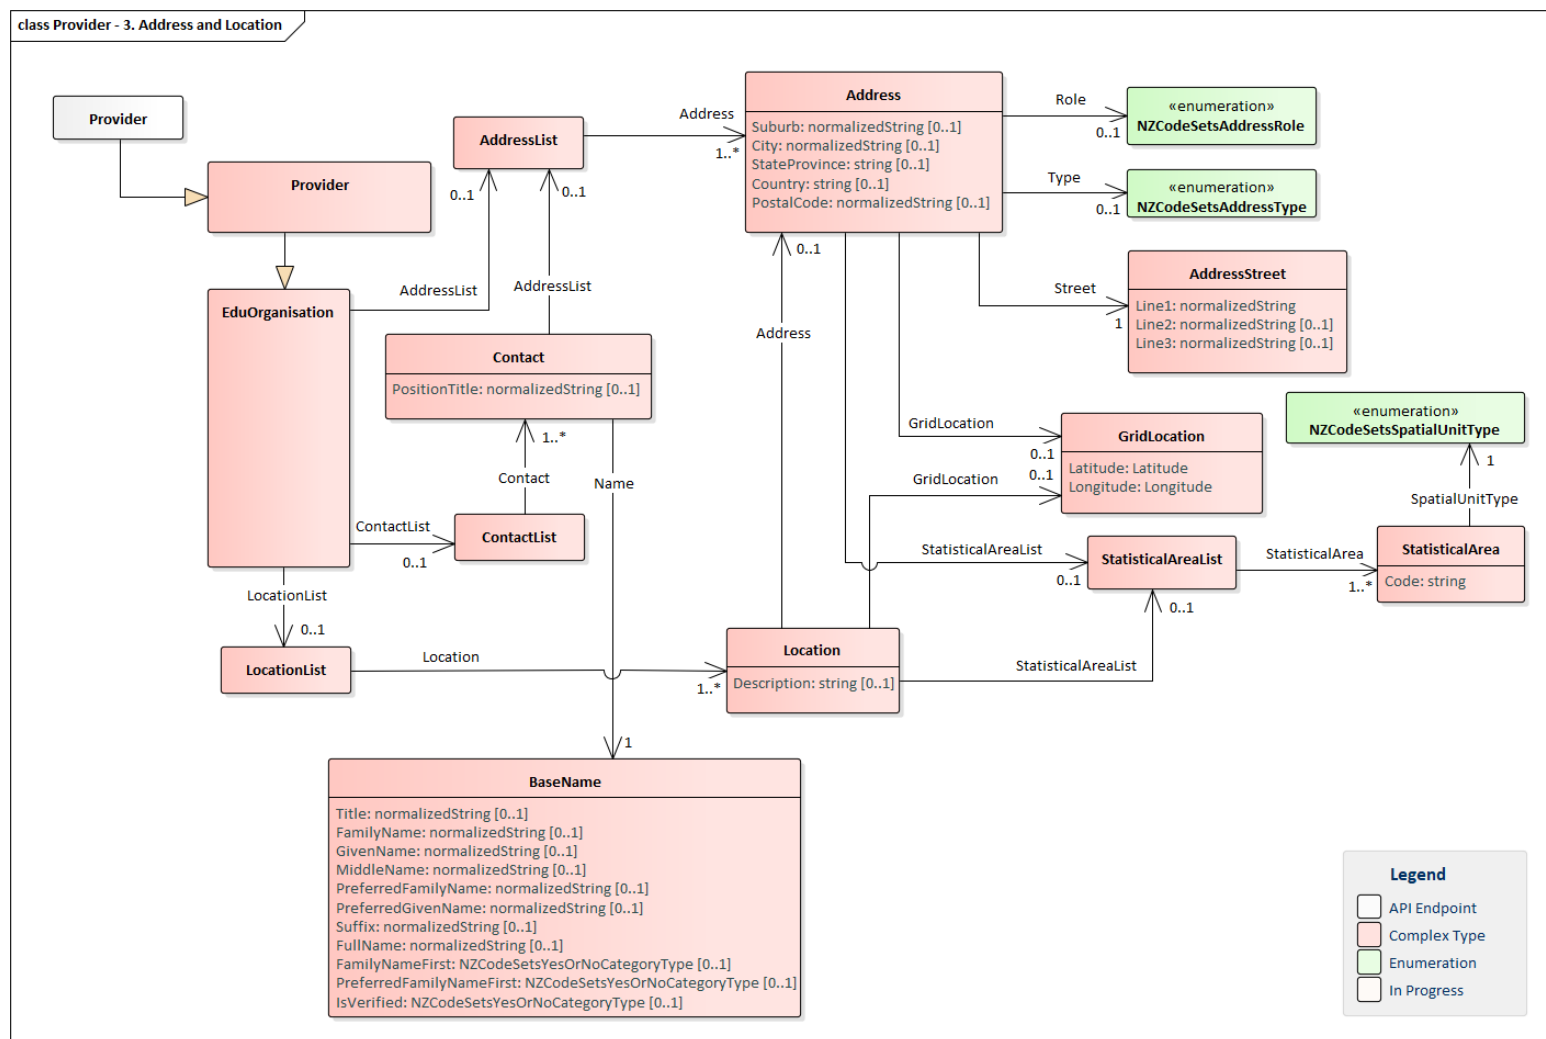 class Provider - 3. Address and Location
Provider
Provider
EduOrganisation
AddressList
AddressList
0..1
AddressList
0..1
Address
1..*
Address
Suburb: normalizedString [0..1]
City: normalizedString [0..1]
StateProvince: string [0..1]
Country: string [0..1]
PostalCode: normalizedString [0..1]
Role
0..1
«enumeration»
NZCodeSetsAddressRole
Type
0..1
«enumeration»
NZCodeSetsAddressType
Street
1
AddressStreet
Line1: normalizedString
Line2: normalizedString [0..1]
Line3: normalizedString [0..1]
Contact
PositionTitle: normalizedString [0..1]
1..*
Contact
Name
1
ContactList
0..1
ContactList
LocationList
0..1
LocationList
Location
1..*
Address
0..1
Location
Description: string [0..1]
GridLocation
0..1
GridLocation
0..1
GridLocation
Latitude: Latitude
Longitude: Longitude
StatisticalAreaList
0..1
StatisticalAreaList
0..1
StatisticalAreaList
StatisticalArea
1..*
StatisticalArea
Code: string
SpatialUnitType
1
«enumeration»
NZCodeSetsSpatialUnitType
BaseName
Title: normalizedString [0..1]
FamilyName: normalizedString [0..1]
GivenName: normalizedString [0..1]
MiddleName: normalizedString [0..1]
PreferredFamilyName: normalizedString [0..1]
PreferredGivenName: normalizedString [0..1]
Suffix: normalizedString [0..1]
FullName: normalizedString [0..1]
FamilyNameFirst: NZCodeSetsYesOrNoCategoryType [0..1]
PreferredFamilyNameFirst: NZCodeSetsYesOrNoCategoryType [0..1]
IsVerified: NZCodeSetsYesOrNoCategoryType [0..1]
Legend
API Endpoint
Complex Type
Enumeration
In Progress